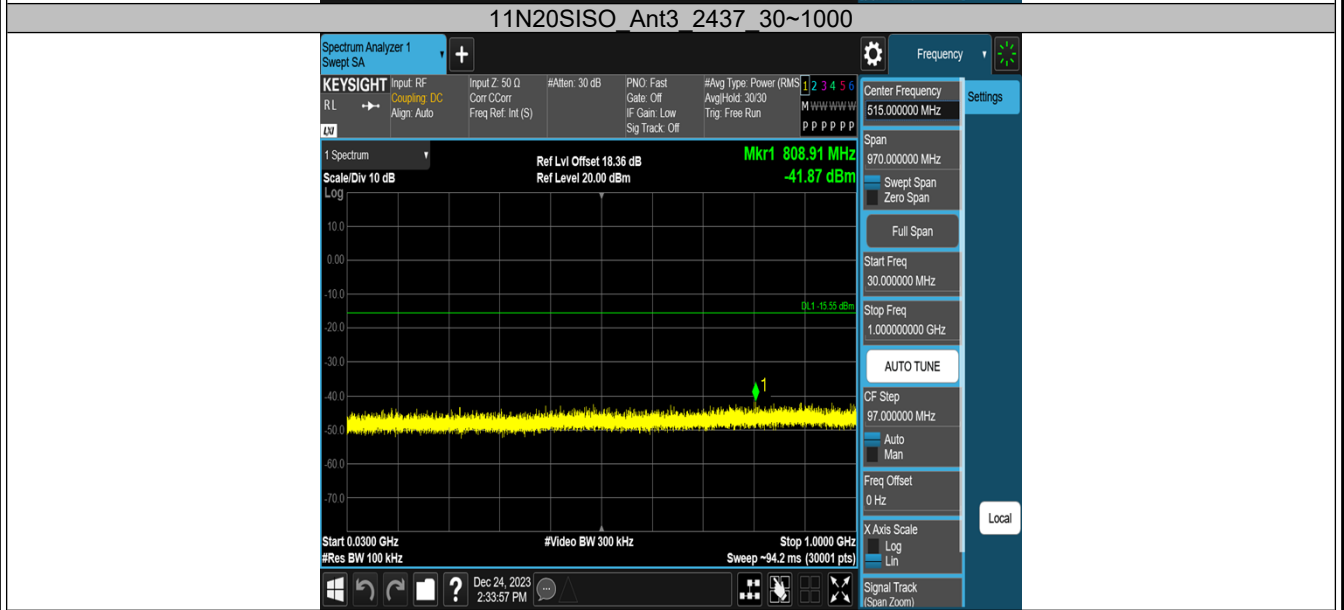 11N20SISO_Ant3_2437_30~1000
Spectrum Analyzer 1
Swept SA
+
Frequency
KEYSIGHT
Input: RF
Coupling: DC
Align: Auto
Input Z: 50 Ω
Corr CCorr
Freq Ref: Int (S)
#Atten: 30 dB
PNO: Fast
Gate: Off
IF Gain: Low
Sig Track: Off
#Avg Type: Power (RMS
Avg|Hold: 30/30
Trig: Free Run
1 2 3 4 5 6
M W W W W W
P P P P P P
R L
LXI
1 Spectrum
Scale/Div 10 dB
Log
Ref Lvl Offset 18.36 dB
Ref Level 20.00 dBm
Mkr1 808.91 MHz
-41.87 dBm
10.0
0.00
-10.0
DL1 -15.55 dBm
-20.0
-30.0
1
-40.0
-50.0
-60.0
-70.0
Start 0.0300 GHz
#Res BW 100 kHz
#Video BW 300 kHz
Stop 1.0000 GHz
Sweep ~94.2 ms (30001 pts)
?
Dec 24, 2023
2:33:57 PM
Center Frequency
515.000000 MHz
Settings
Span
970.000000 MHz
Swept Span
Zero Span
Full Span
Start Freq
30.000000 MHz
Stop Freq
1.000000000 GHz
AUTO TUNE
CF Step
97.000000 MHz
Auto
Man
Freq Offset
0 Hz
Local
X Axis Scale
Log
Lin
Signal Track
(Span Zoom)